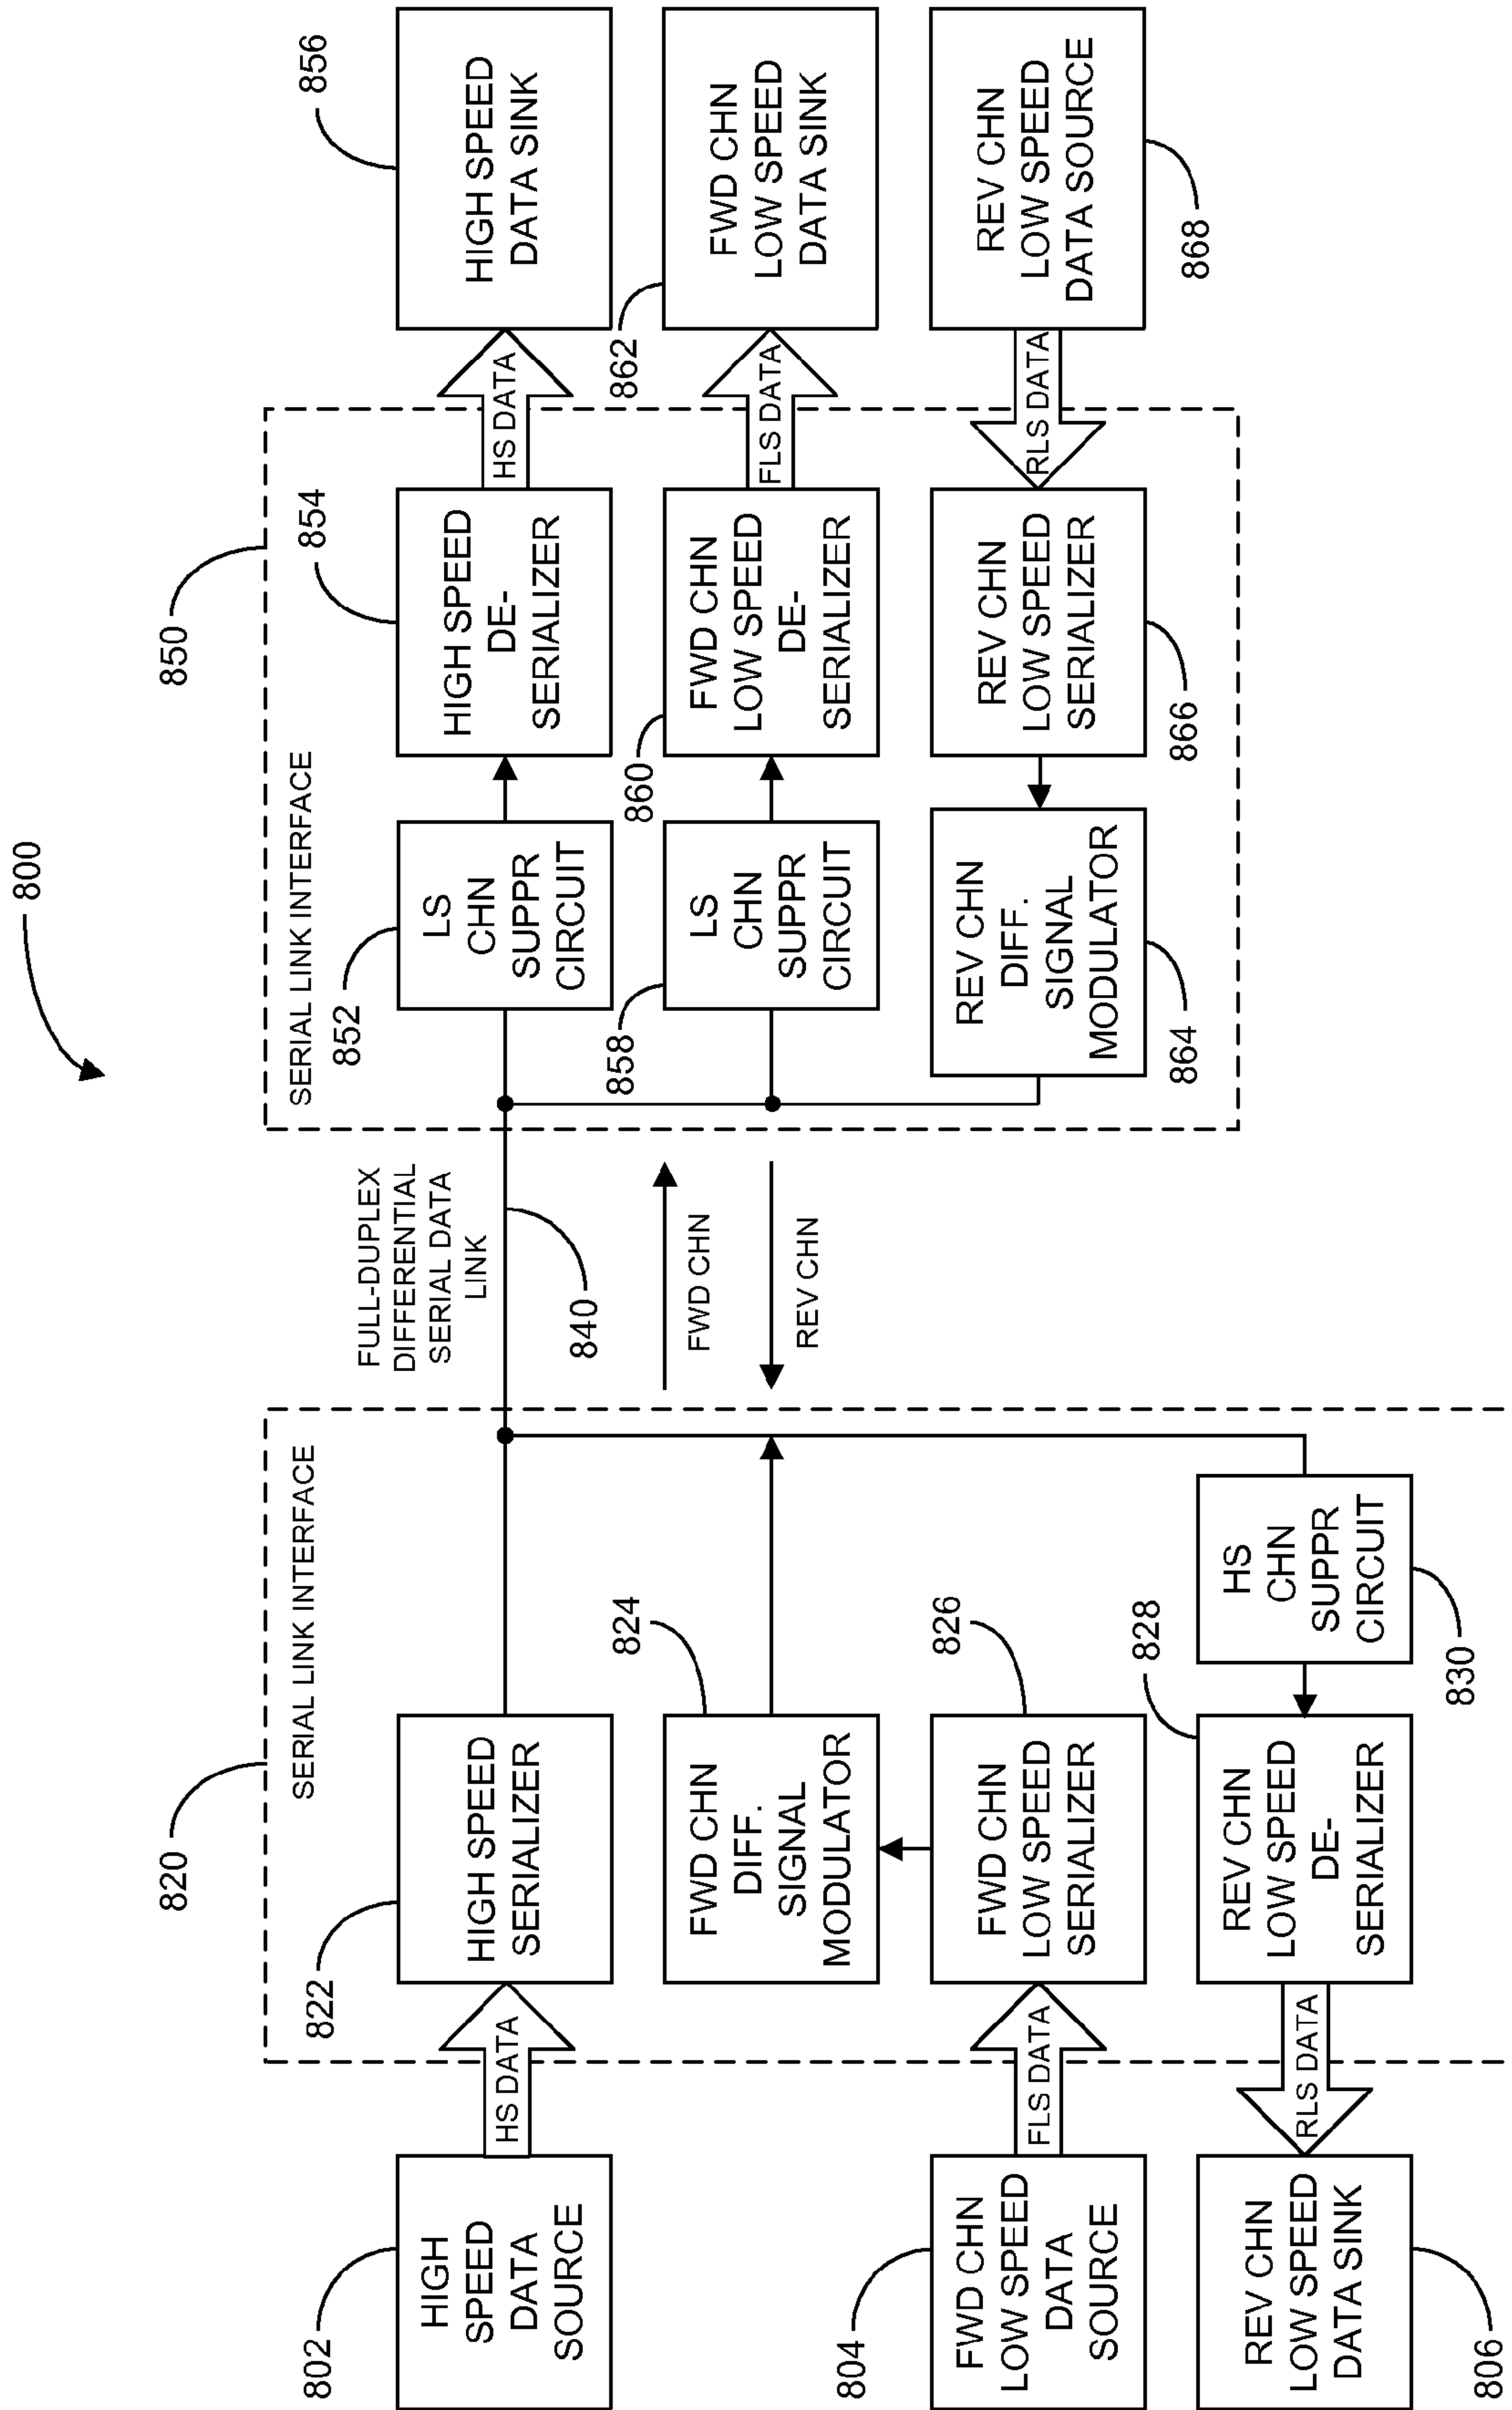 800
802
HIGH
SPEED
DATA
SOURCE
HS DATA
804
FWD CHN
LOW SPEED
DATA
SOURCE
FLS DATA
806
REV CHN
LOW SPEED
DATA SINK
RLS DATA
820
SERIAL LINK INTERFACE
822
HIGH SPEED
SERIALIZER
824
FWD CHN
DIFF.
SIGNAL
MODULATOR
826
FWD CHN
LOW SPEED
SERIALIZER
828
REV CHN
LOW SPEED
DE-
SERIALIZER
HS
CHN
SUPPR
CIRCUIT
830
FULL-DUPLEX
DIFFERENTIAL
SERIAL DATA
LINK
840
FWD CHN
REV CHN
850
SERIAL LINK INTERFACE
852
LS
CHN
SUPPR
CIRCUIT
854
HIGH SPEED
DE-
SERIALIZER
HS DATA
856
HIGH SPEED
DATA SINK
858
LS
CHN
SUPPR
CIRCUIT
860
FWD CHN
LOW SPEED
DE-
SERIALIZER
FLS DATA
862
FWD CHN
LOW SPEED
DATA SINK
REV CHN
DIFF.
SIGNAL
MODULATOR
864
REV CHN
LOW SPEED
SERIALIZER
866
RLS DATA
REV CHN
LOW SPEED
DATA SOURCE
868